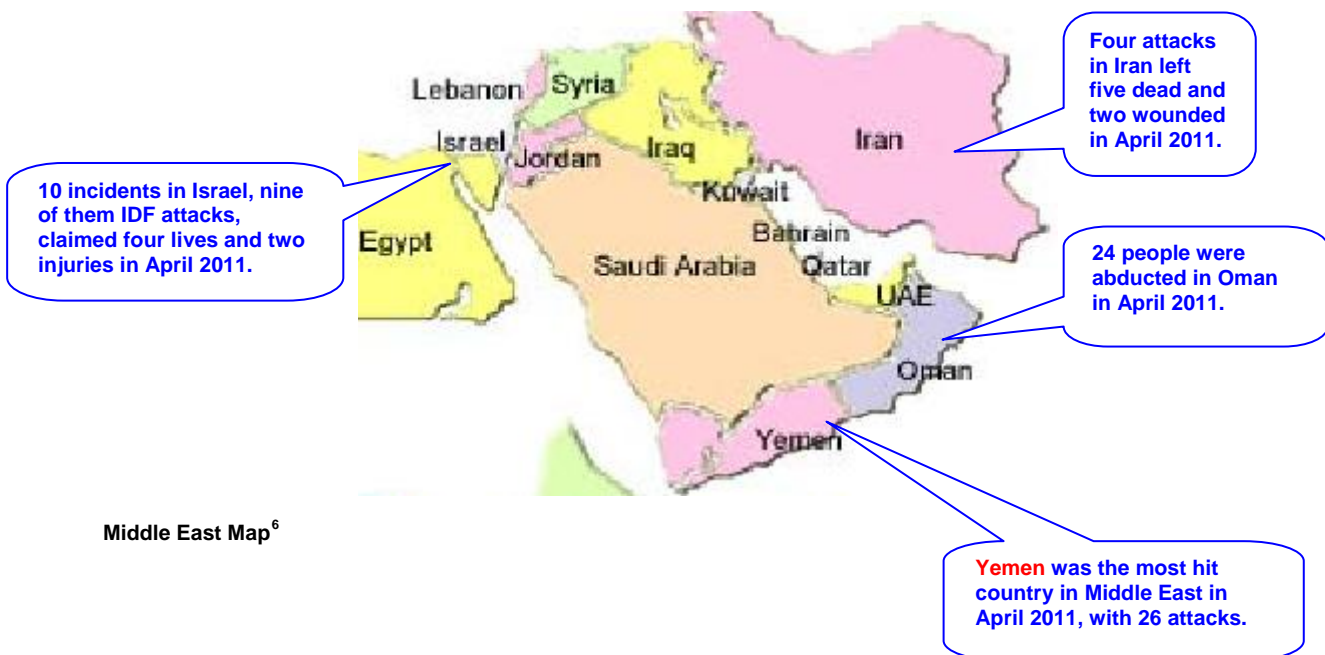 Four attacks
in Iran left
five dead and
two wounded
in April 2011.
Lebanon
Syria
Israel
Jordan
Iraq
Iran
10 incidents in Israel, nine
of them IDF attacks,
claimed four lives and two
injuries in April 2011.
Kuwait
Egypt
Bahrain
Saudi Arabia
Qatar
UAE
24 people were
abducted in Oman
in April 2011.
Oman
Yemen
Middle East Map6
Yemen was the most hit
country in Middle East in
April 2011, with 26 attacks.